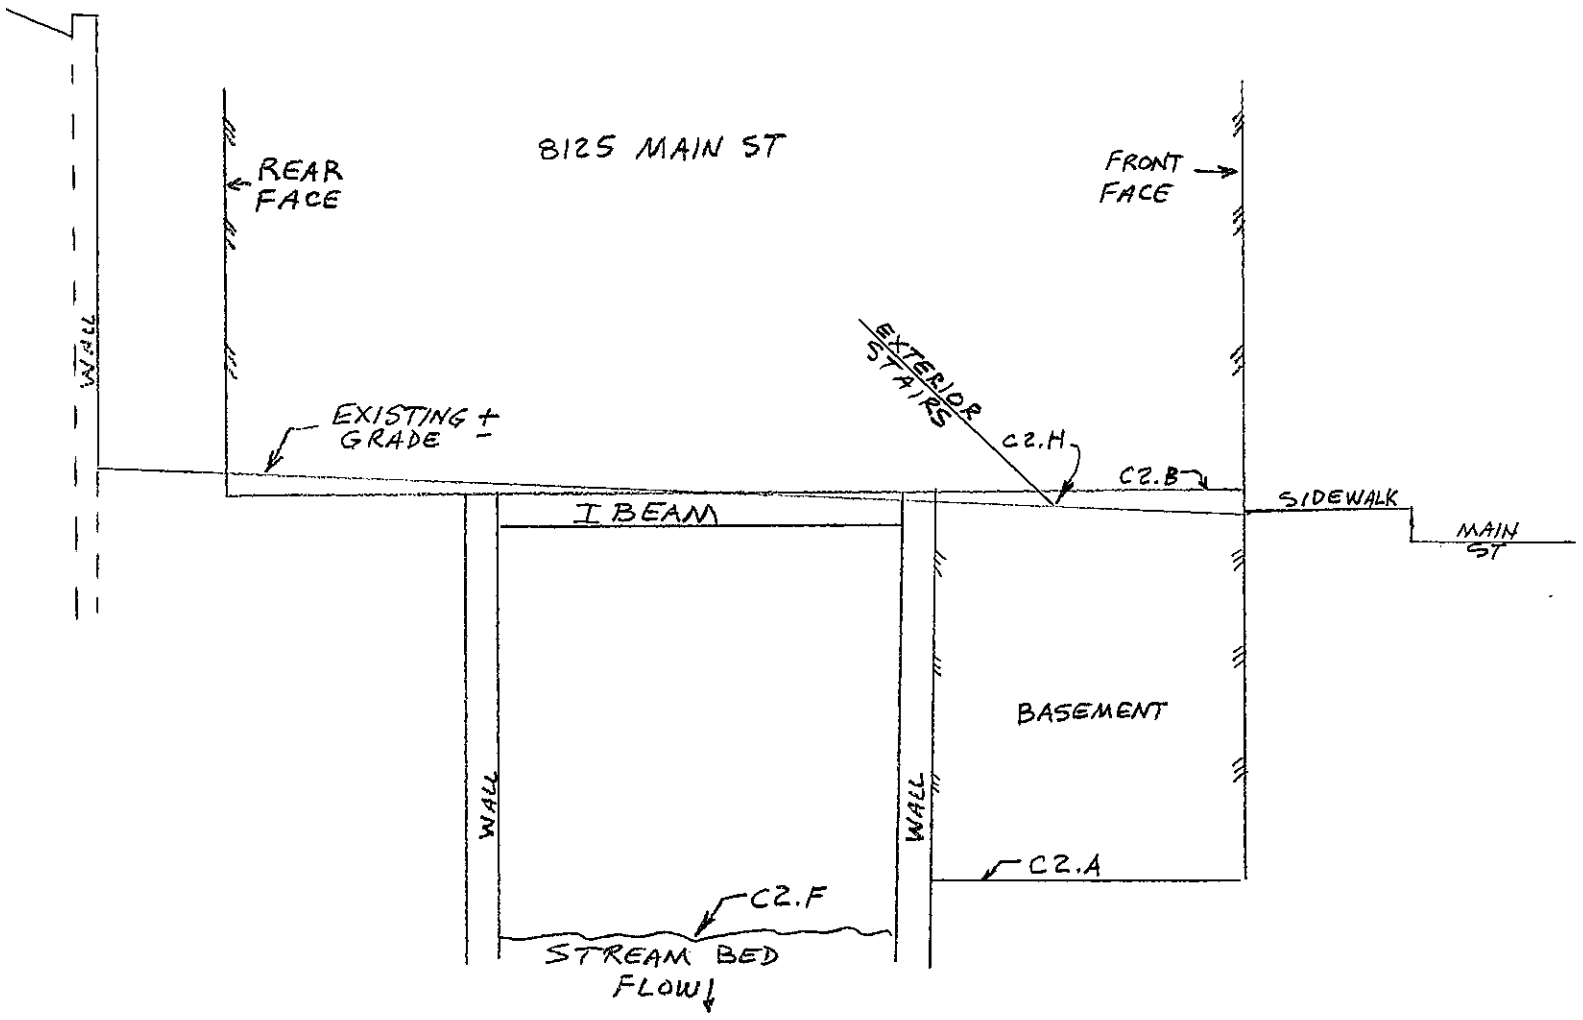 8125 MAIN ST
REAR
FACE
FRONT
FACE
WALL
EXTERIOR
STAIRS
EXISTING ±
GRADE
C2.H
C2.B
I BEAM
SIDEWALK
MAIN
ST
BASEMENT
WALL
WALL
C2.A
C2.F
STREAM BED
FLOW